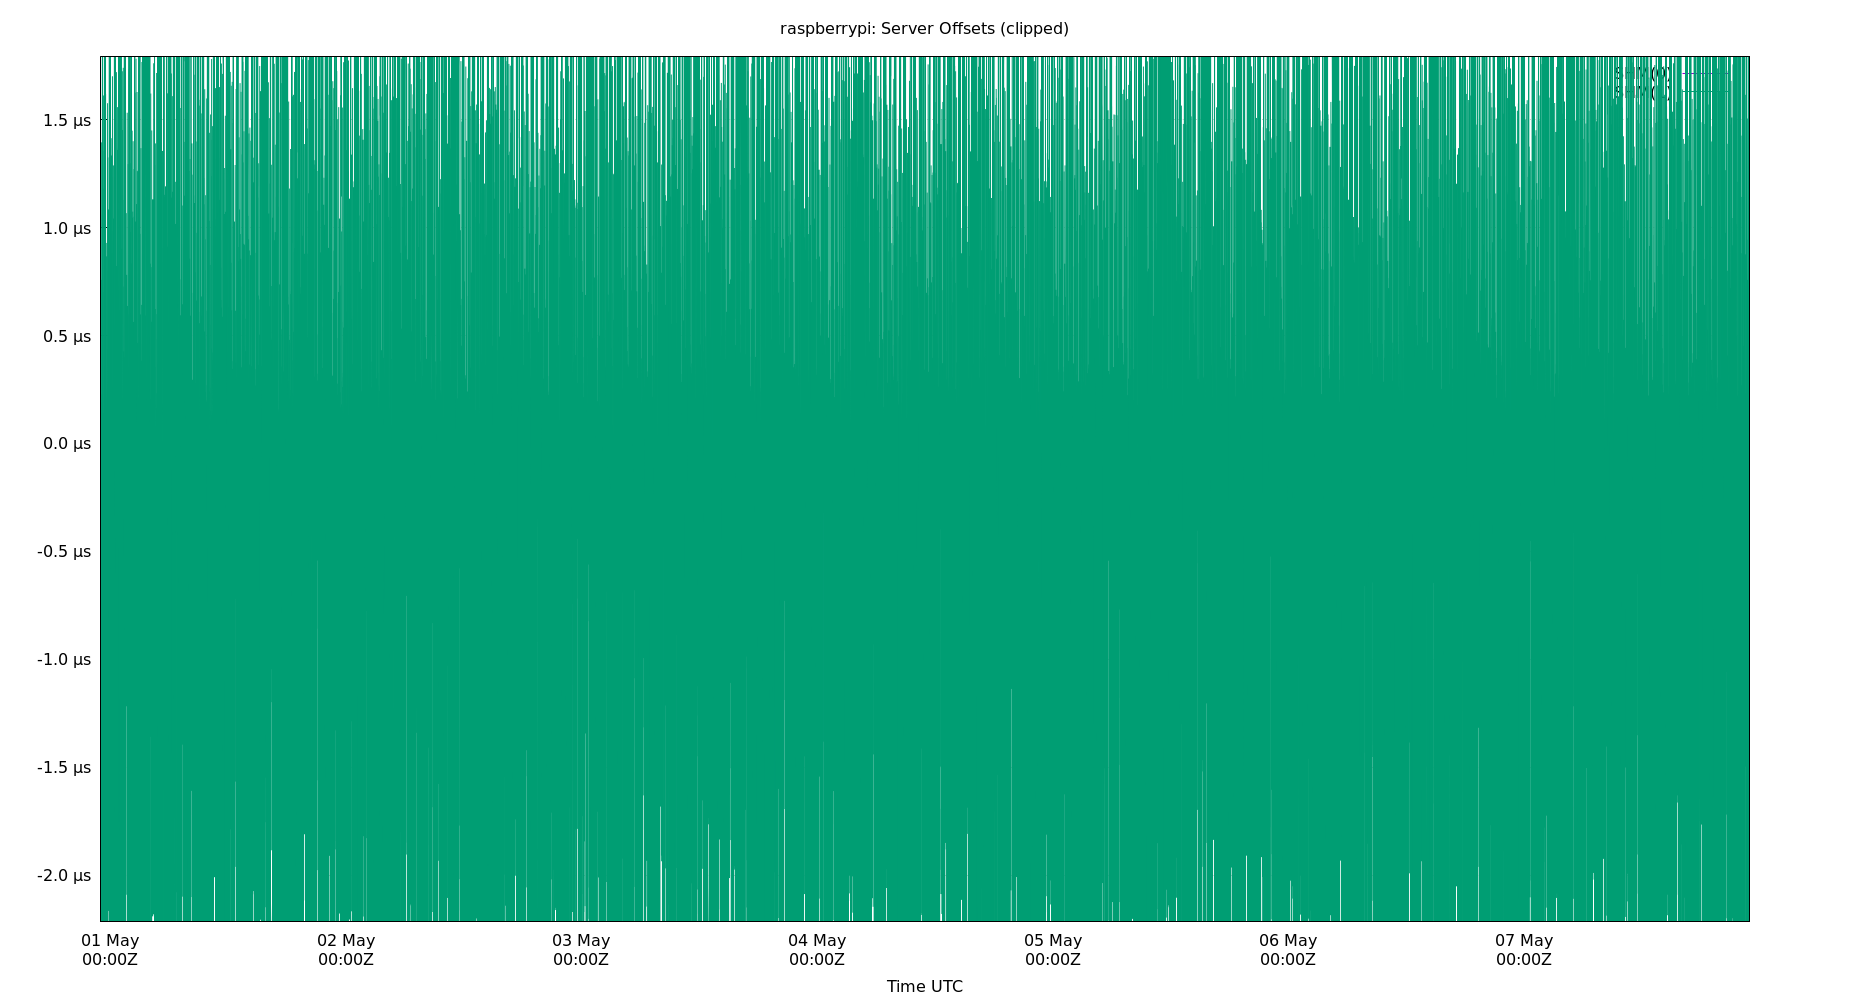 raspberrypi: Server Offsets (clipped)
1.5 µs
1.0 µs
0.5 µs
0.0 µs
-0.5 µs
-1.0 µs
-1.5 µs
-2.0 µs
01 May 02 May 03 May 04 May 05 May 06 May 07 May
00:00Z 00:00Z 00:00Z 00:00Z 00:00Z 00:00Z 00:00Z
Time UTC